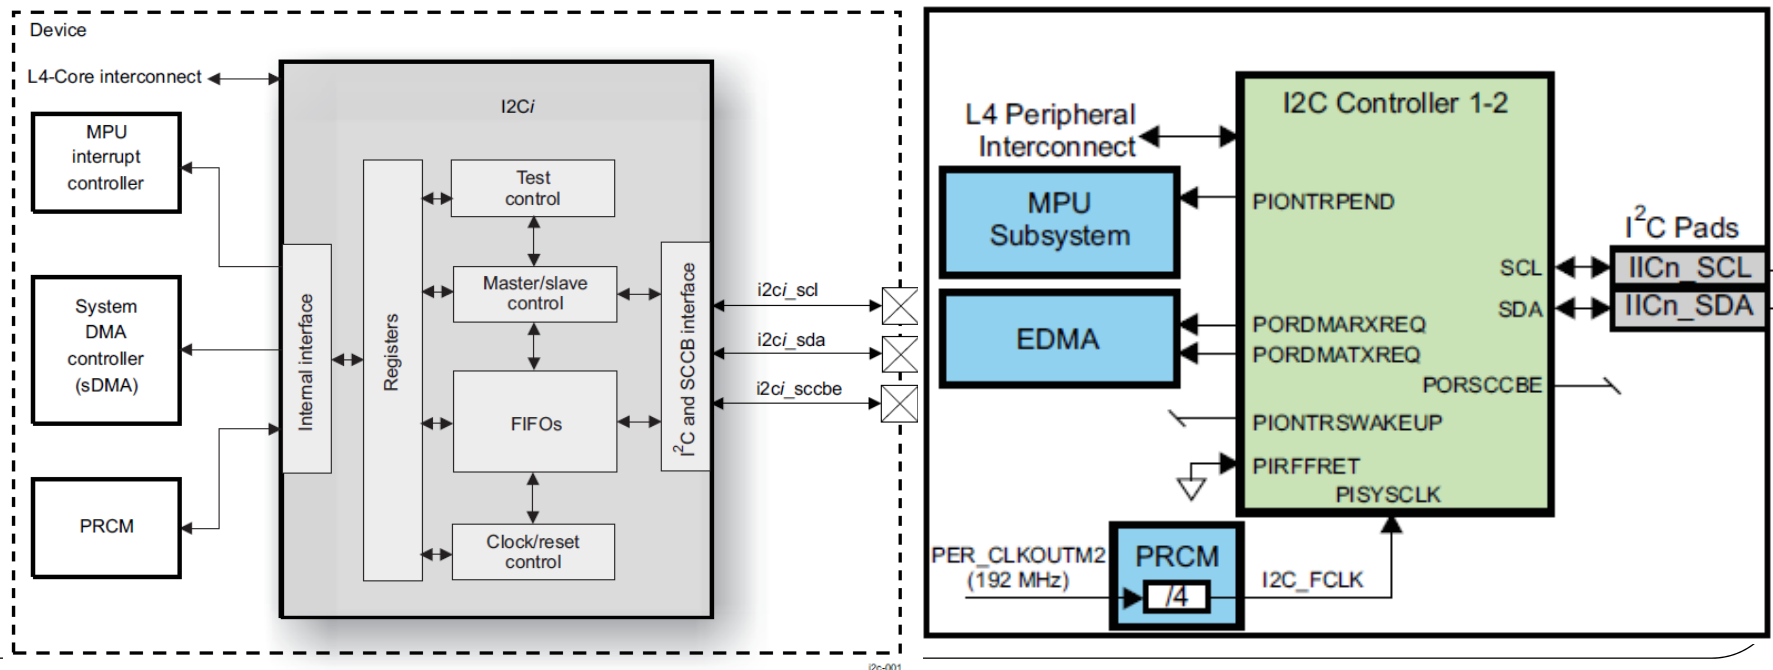 Device
L4-Core interconnect
I2Ci
MPU
interrupt
controller
System
DMA
controller
(sDMA)
PRCM
Internal interface
Registers
Test
control
Master/slave
control
FIFOs
Clock/reset
control
I2C and SCCB interface
i2ci_scl
i2ci_sda
i2ci_sccbe
i2c-001
I2C Controller 1-2
L4 Peripheral
Interconnect
MPU
Subsystem
EDMA
PIONTRPEND
PORDMARXREQ
PORDMATXREQ
PIONTRSWAKEUP
PIRFFRET
PISYSCLK
SCL
SDA
PORSCCBE
I2C Pads
IICn_SCL
IICn_SDA
PER_CLKOUTM2
(192 MHz)
PRCM
/4
I2C_FCLK